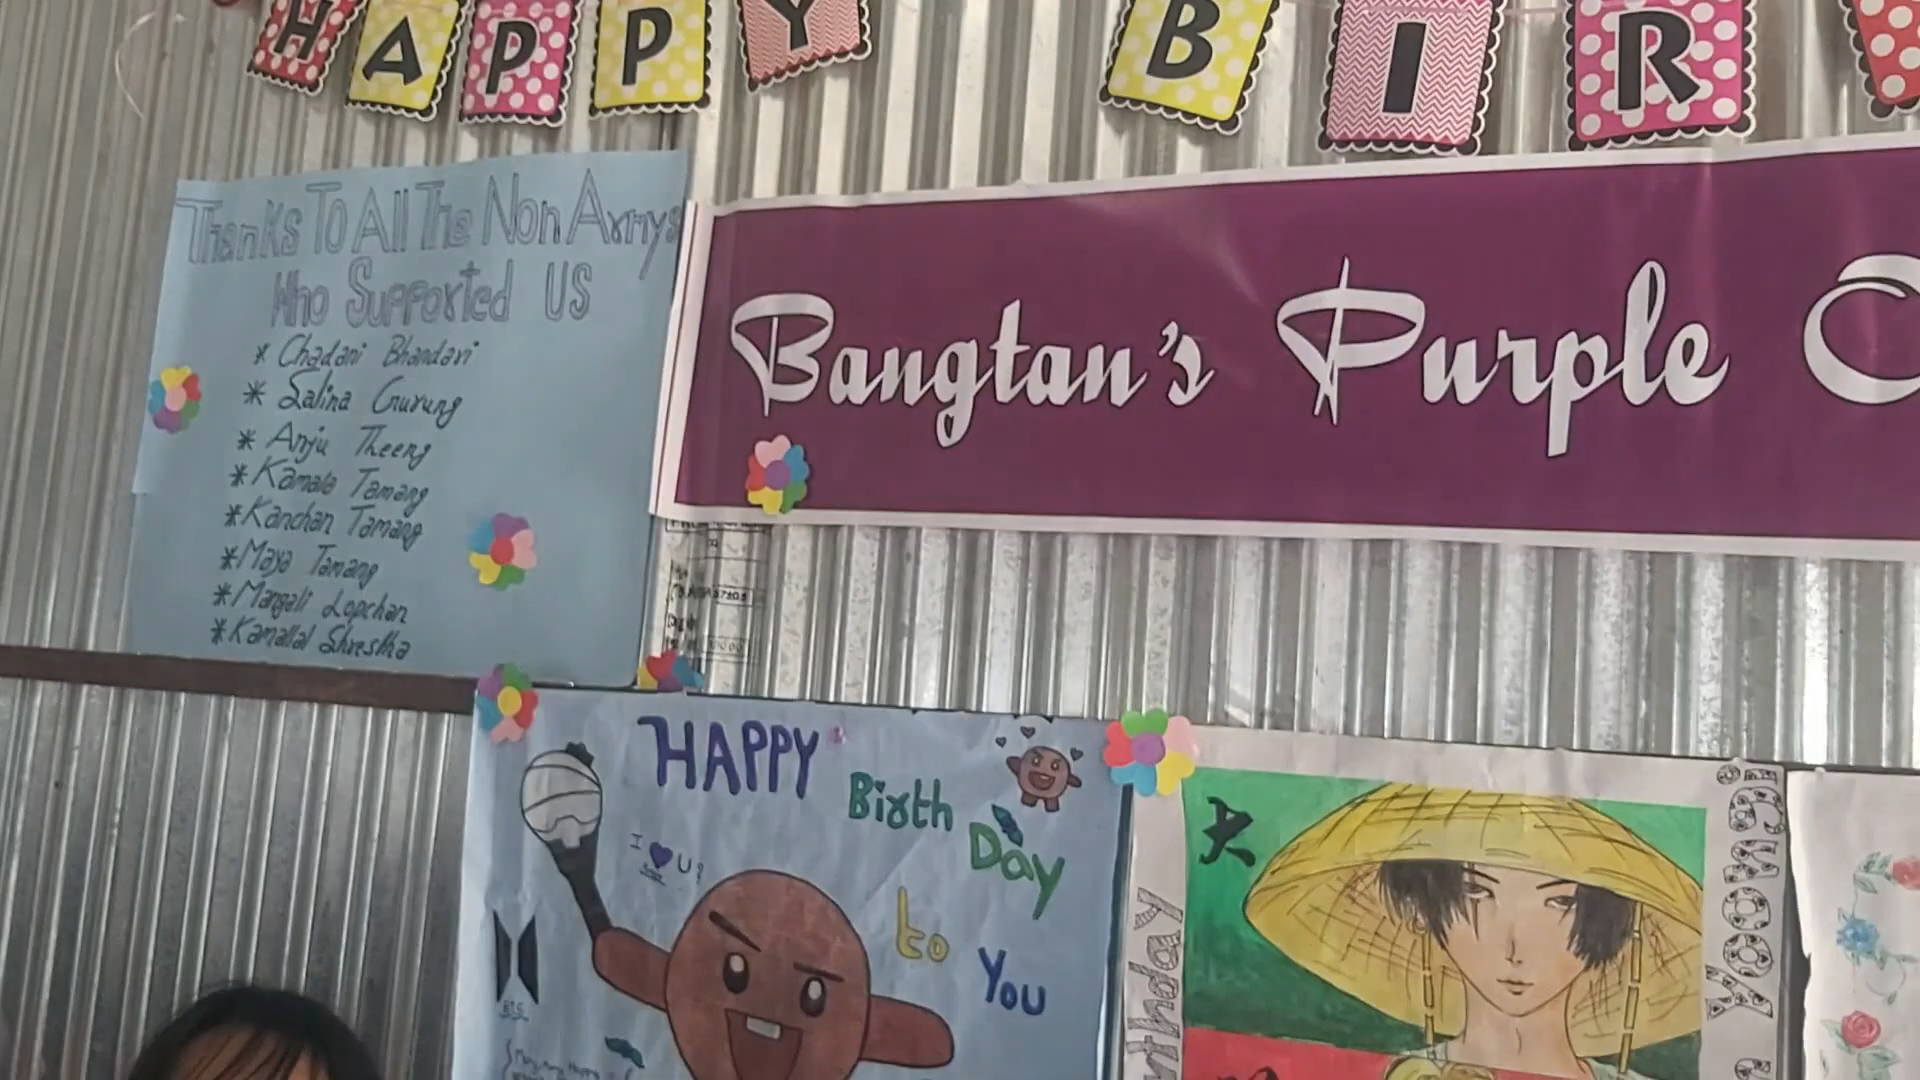 HAPPY BIR
Thanks To All The Non Armys
Who Supported US
* Chadani Bhandari
* Salina Gurung
* Anju Theeng
* Kamala Tamang
* Kanchan Tamang
* Maya Tamang
* Mangali Lopchan
* Kamallal Shrestha
Bangtan's Purple
HAPPY
Birth
Day
to
You
I 💜 U
BTS
大